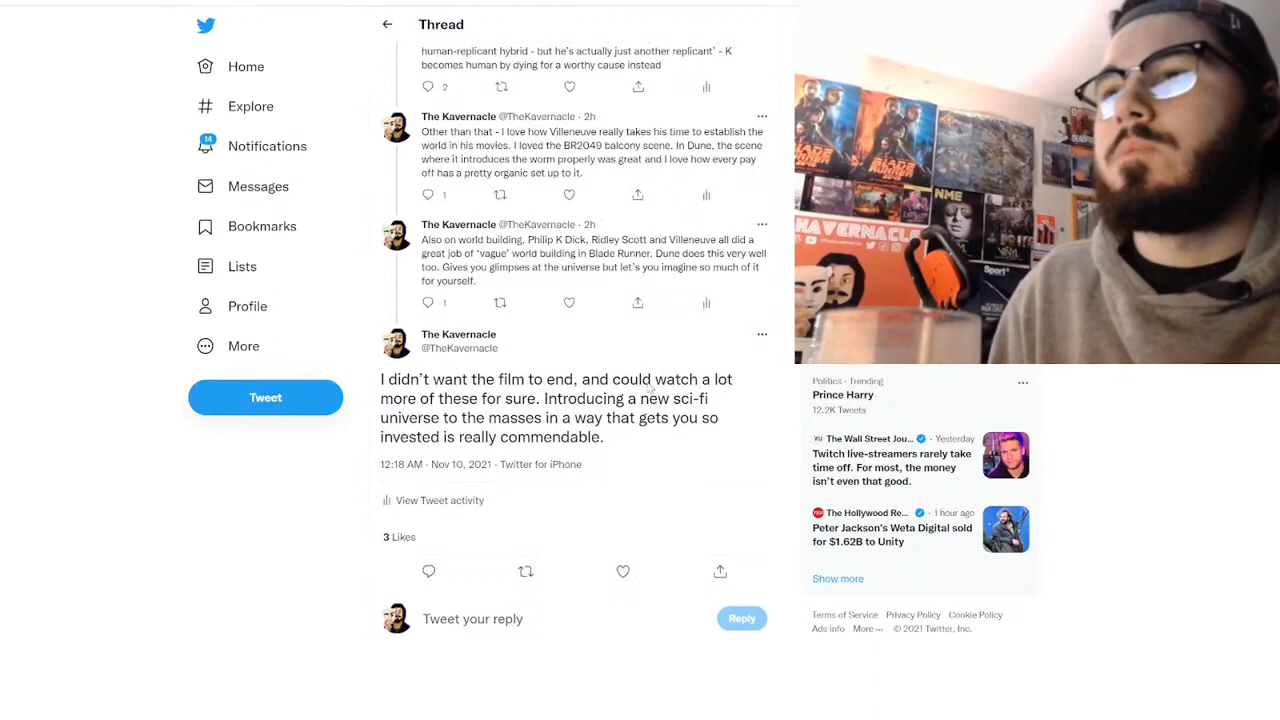 Thread
Home
Explore
14
Notifications
Messages
Bookmarks
Lists
Profile
More
Tweet
human-replicant hybrid - but he's actually just another replicant' - K
becomes human by dying for a worthy cause instead
2
The Kavernacle @TheKavernacle · 2h
Other than that - I love how Villeneuve really takes his time to establish the
world in his movies. I loved the BR2049 balcony scene. In Dune, the scene
where it introduces the worm properly was great and I love how every pay
off has a pretty organic set up to it.
1
The Kavernacle @TheKavernacle · 2h
Also on world building. Philip K Dick, Ridley Scott and Villeneuve all did a
great job of 'vague' world building in Blade Runner. Dune does this very well
too. Gives you glimpses at the universe but let's you imagine so much of it
for yourself.
1
The Kavernacle
@TheKavernacle
I didn't want the film to end, and could watch a lot
more of these for sure. Introducing a new sci-fi
universe to the masses in a way that gets you so
invested is really commendable.
12:18 AM · Nov 10, 2021 · Twitter for iPhone
View Tweet activity
3 Likes
Tweet your reply
Reply
BLADE RUNNER
BLADE RUNNER
NME
VINYL
Sport
KAVERNACLE
Politics · Trending
Prince Harry
12.2K Tweets
The Wall Street Jou... · Yesterday
Twitch live-streamers rarely take
time off. For most, the money
isn't even that good.
The Hollywood Re... · 1 hour ago
Peter Jackson's Weta Digital sold
for $1.62B to Unity
Show more
Terms of Service Privacy Policy Cookie Policy
Ads info More ··· © 2021 Twitter, Inc.